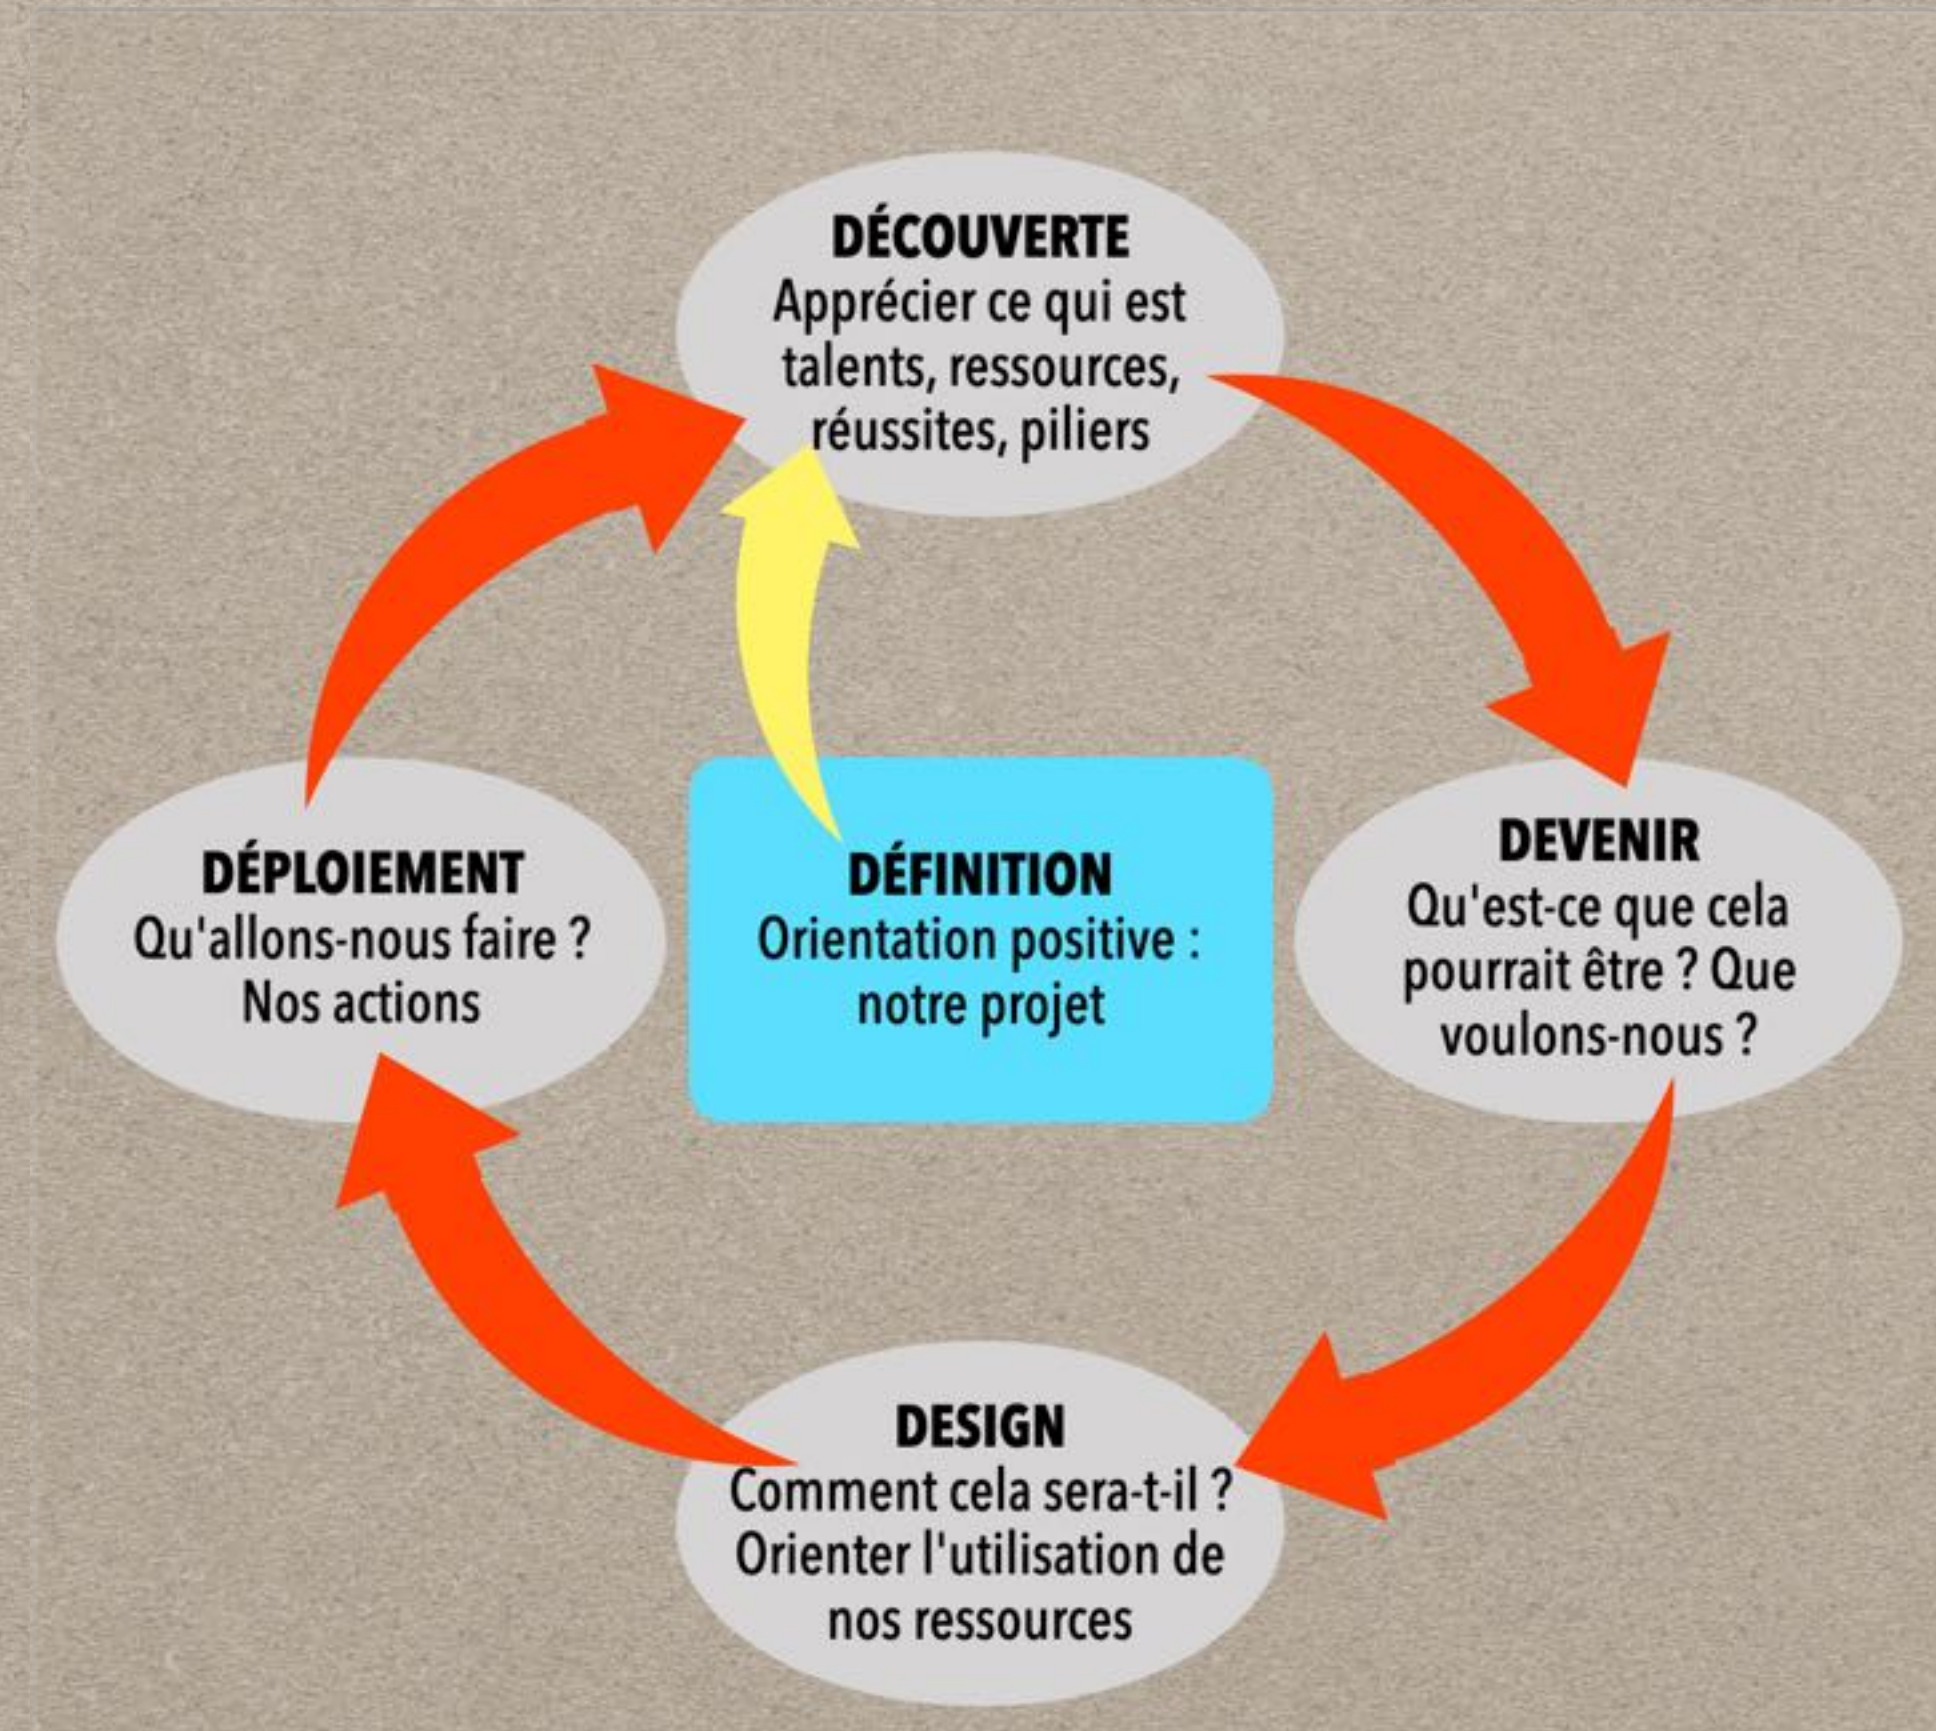 DÉCOUVERTE
Apprécier ce qui est
talents, ressources,
réussites, piliers
DÉPLOIEMENT
Qu'allons-nous faire ?
Nos actions
DÉFINITION
Orientation positive :
notre projet
DEVENIR
Qu'est-ce que cela
pourrait être ? Que
voulons-nous ?
DESIGN
Comment cela sera-t-il ?
Orienter l'utilisation de
nos ressources